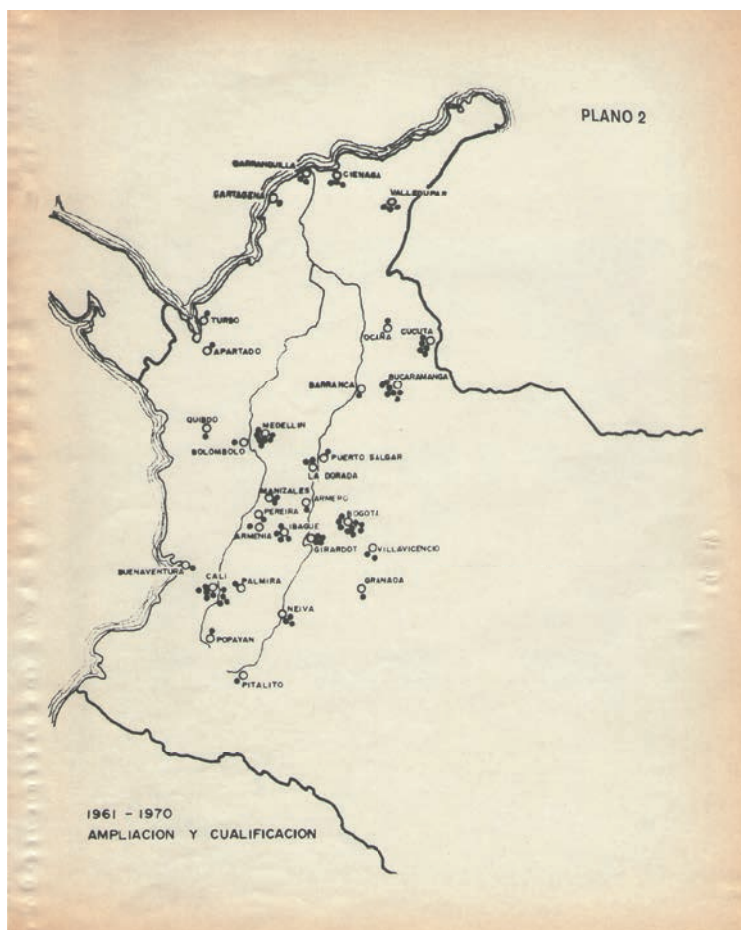 PLANO 2
BARRANQUILLA
CIENAGA
CARTAGENA
VALLEDUPAR
TURBO
OCAÑA
CUCUTA
APARTADO
BUCARAMANGA
BARRANCA
QUIBDO
MEDELLIN
BOLOMBOLO
PUERTO SALGAR
LA DORADA
MANIZALES
ARMERO
PEREIRA
BOGOTA
IBAGUE
ARMENIA
GIRARDOT
VILLAVICENCIO
BUENAVENTURA
CALI
PALMIRA
GRANADA
NEIVA
POPAYAN
PITALITO
1961 - 1970
AMPLIACION Y CUALIFICACION